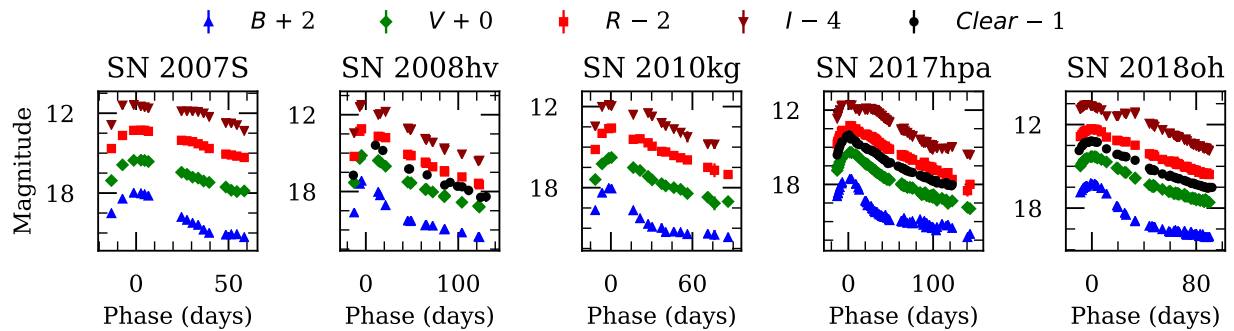 B + 2 V + 0 R − 2 I − 4 Clear − 1
SN 2007S SN 2008hv SN 2010kg SN 2017hpa SN 2018oh
Magnitude
12 12 12 12 12
18 18 18 18 18
0 50 0 100 0 50 0 100 0 80
Phase (days) Phase (days) Phase (days) Phase (days) Phase (days)